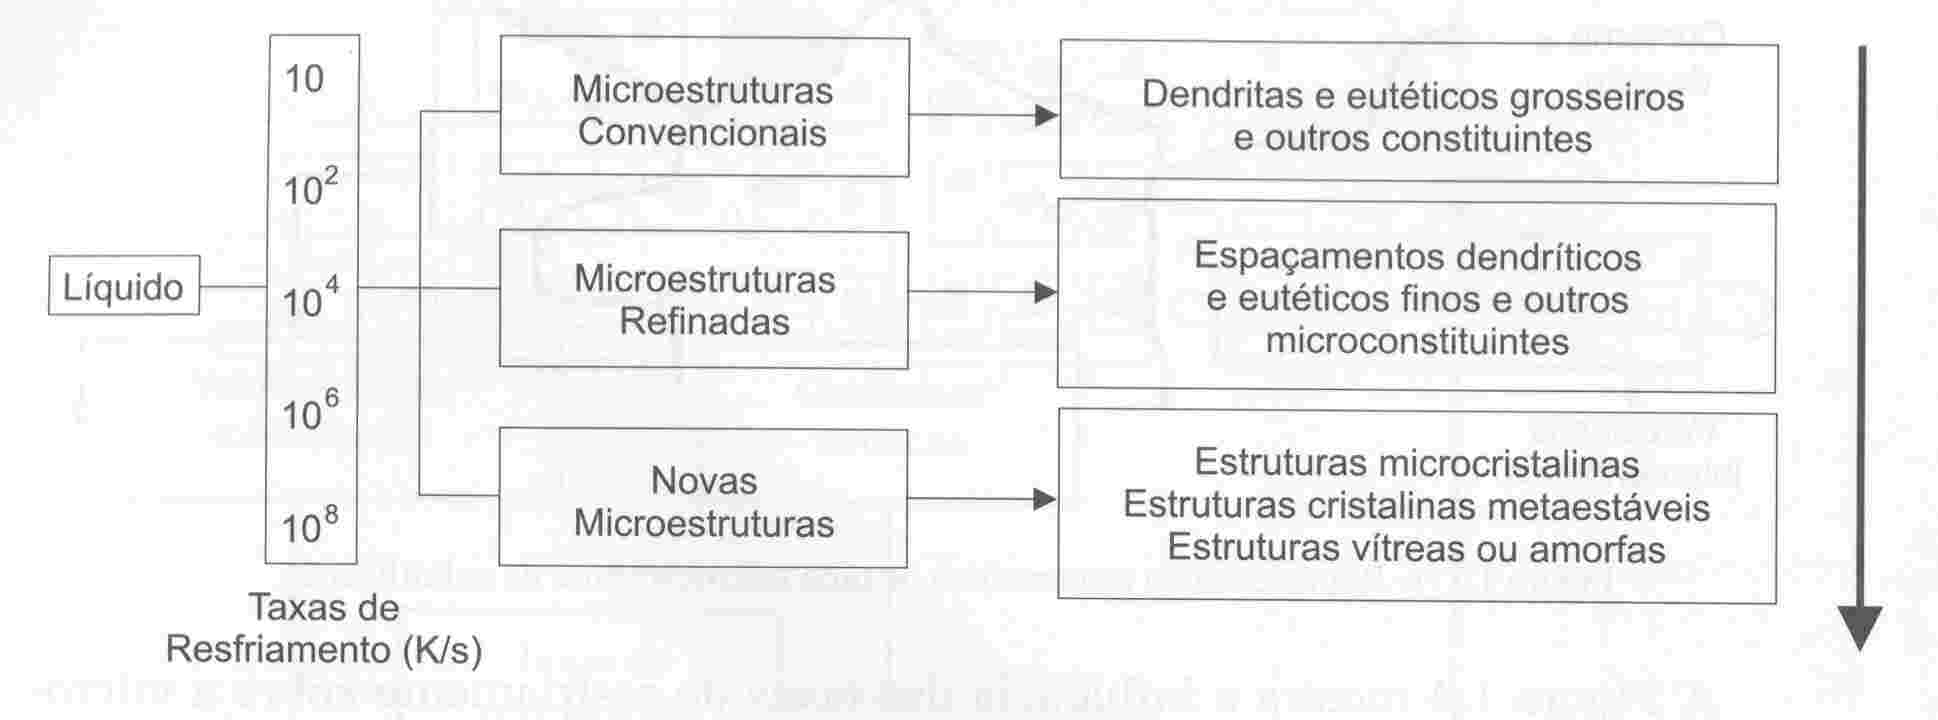 Líquido
10
10²
10⁴
10⁶
10⁸
Taxas de
Resfriamento (K/s)
Microestruturas
Convencionais
Dendritas e eutéticos grosseiros
e outros constituintes
Microestruturas
Refinadas
Espaçamentos dendríticos
e eutéticos finos e outros
microconstituintes
Novas
Microestruturas
Estruturas microcristalinas
Estruturas cristalinas metaestáveis
Estruturas vítreas ou amorfas